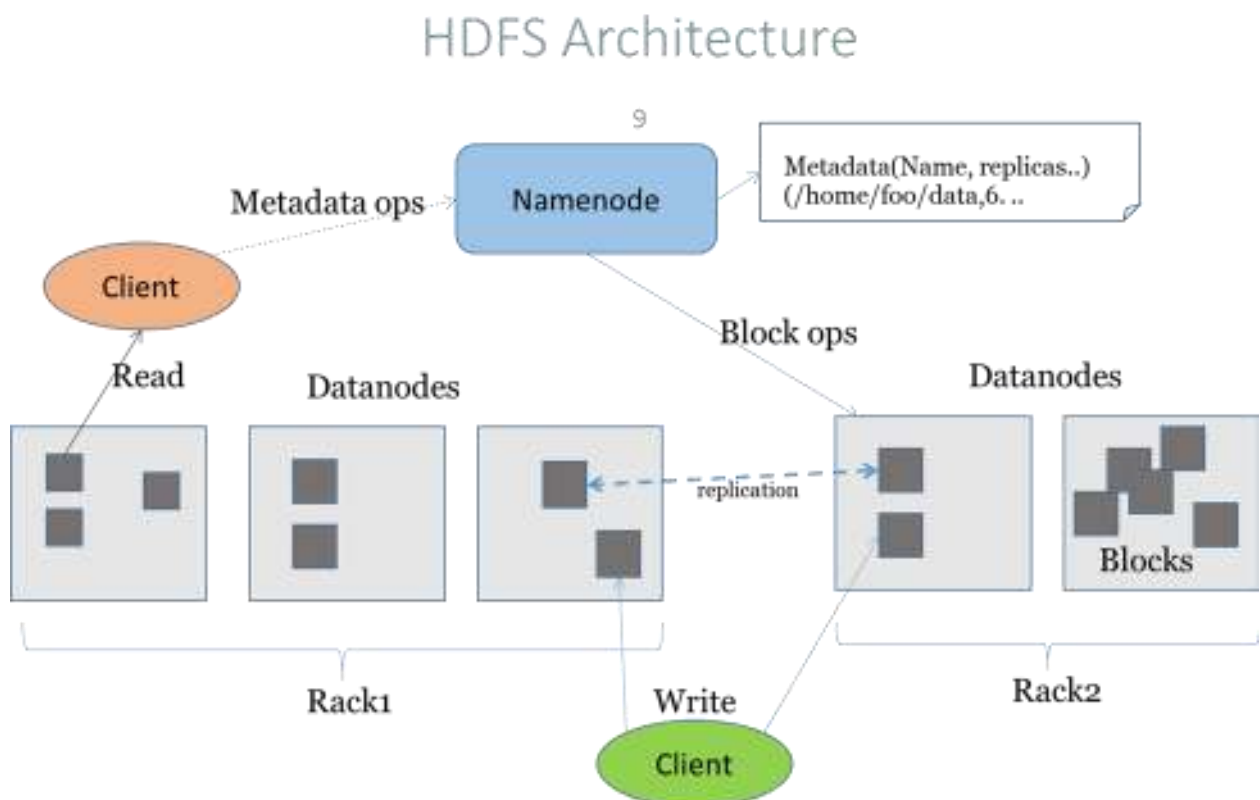 HDFS Architecture
9
Metadata(Name, replicas..)
(/home/foo/data,6. ..
Metadata ops
Namenode
Client
Block ops
Read
Datanodes
Datanodes
replication
Blocks
Rack1
Write
Rack2
Client